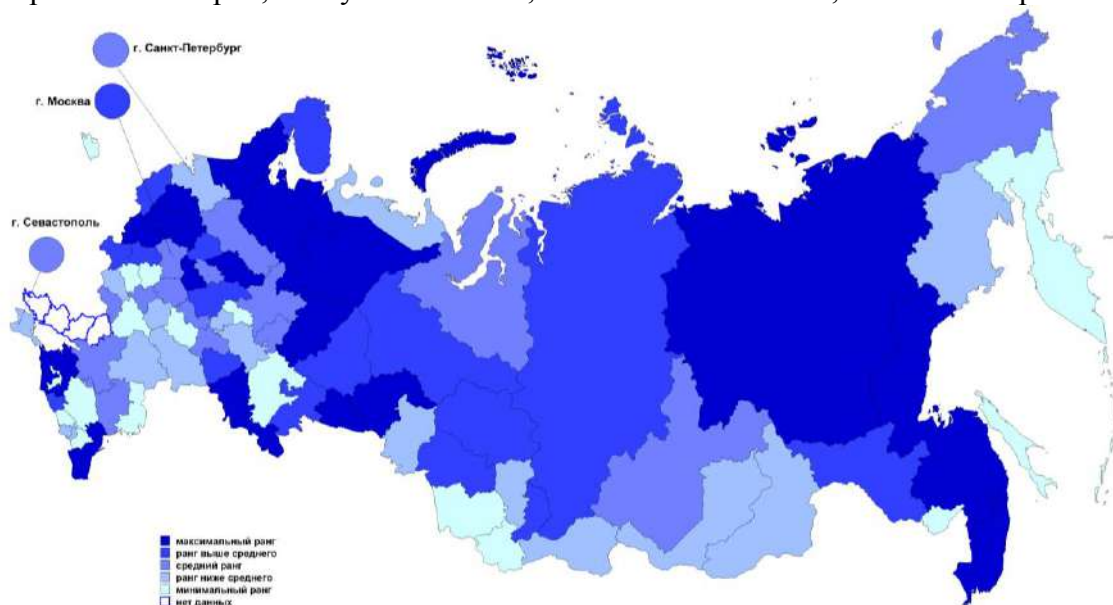 г. Санкт-Петербург
г. Москва
г. Севастополь
максимальный ранг
ранг выше среднего
средний ранг
ранг ниже среднего
минимальный ранг
нет данных